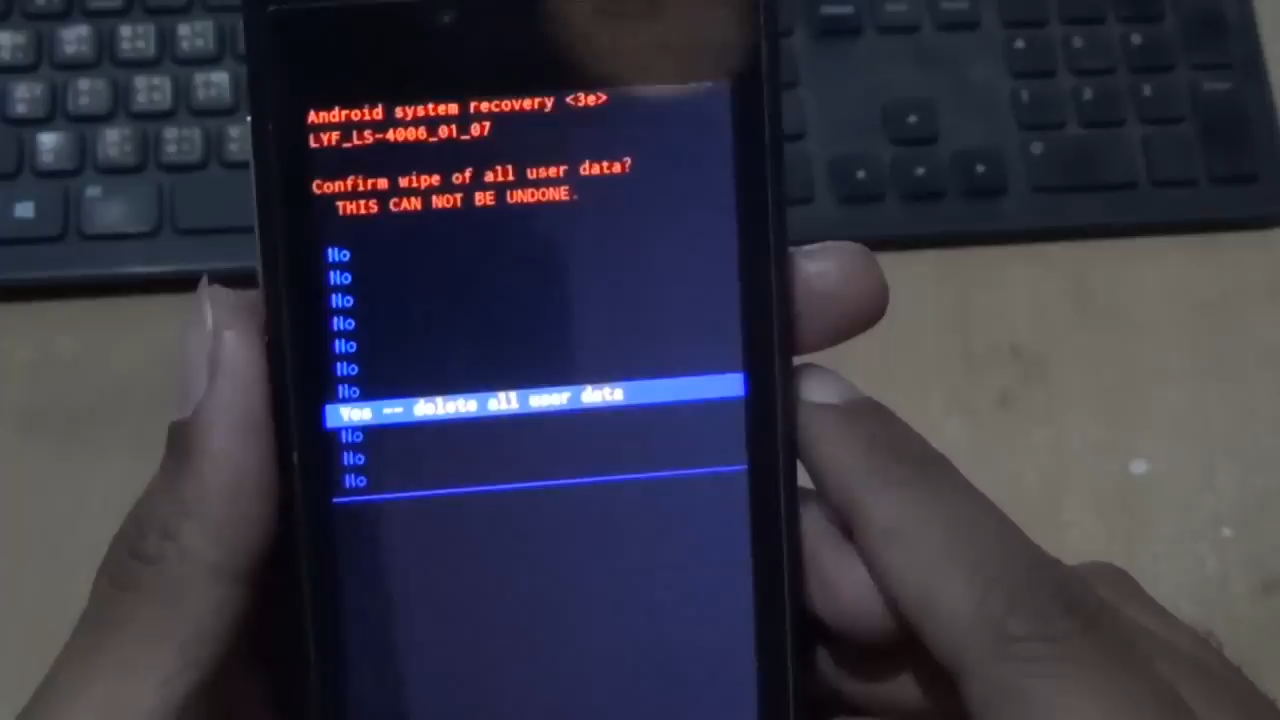 Android system recovery <3e>
LYF_LS-4006_01_07
Confirm wipe of all user data?
THIS CAN NOT BE UNDONE.
No
No
No
No
No
No
No
Yes -- delete all user data
No
No
No